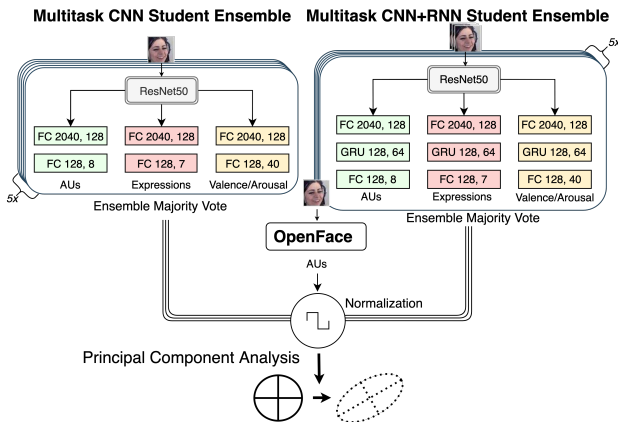 Multitask CNN Student Ensemble
ResNet50
FC 2040, 128
FC 2040, 128
FC 2040, 128
FC 128, 8
FC 128, 7
FC 128, 40
AUs
Expressions
Valence/Arousal
5x
Ensemble Majority Vote
Multitask CNN+RNN Student Ensemble
5x
ResNet50
FC 2040, 128
FC 2040, 128
FC 2040, 128
GRU 128, 64
GRU 128, 64
GRU 128, 64
FC 128, 8
FC 128, 7
FC 128, 40
AUs
Expressions
Valence/Arousal
Ensemble Majority Vote
OpenFace
AUs
Normalization
Principal Component Analysis